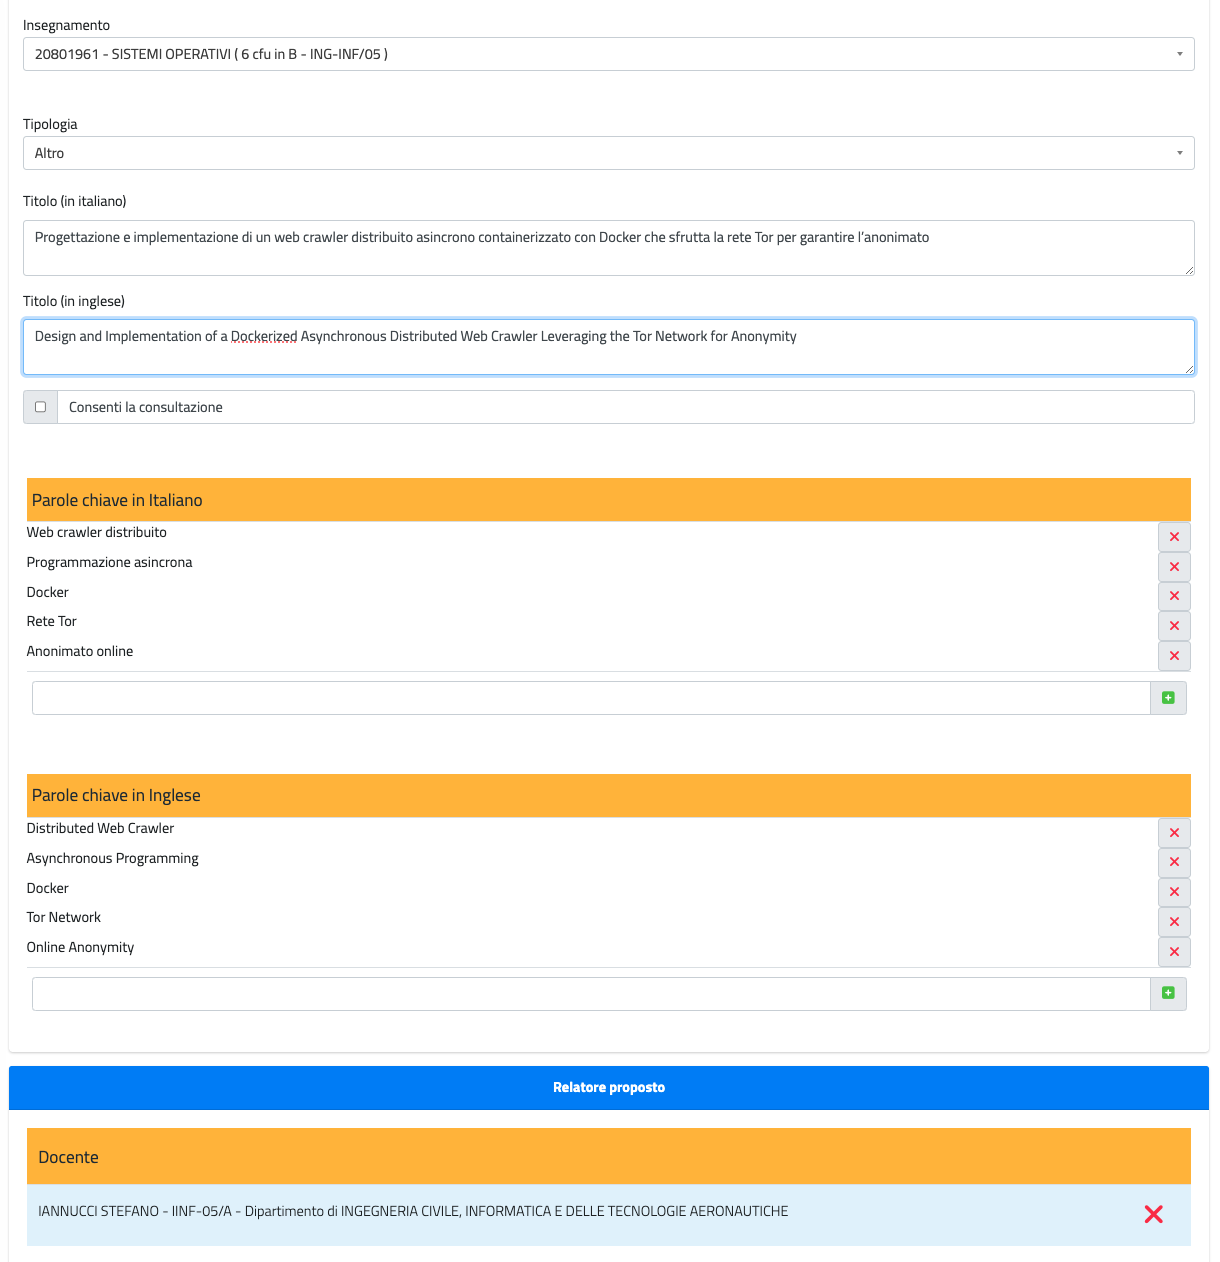 Insegnamento
20801961 - SISTEMI OPERATIVI ( 6 cfu in B - ING-INF/05 )
Tipologia
Altro
Titolo (in italiano)
Progettazione e implementazione di un web crawler distribuito asincrono containerizzato con Docker che sfrutta la rete Tor per garantire l’anonimato
Titolo (in inglese)
Design and Implementation of a Dockerized Asynchronous Distributed Web Crawler Leveraging the Tor Network for Anonymity
Consenti la consultazione
Parole chiave in Italiano
Web crawler distribuito
Programmazione asincrona
Docker
Rete Tor
Anonimato online
Parole chiave in Inglese
Distributed Web Crawler
Asynchronous Programming
Docker
Tor Network
Online Anonymity
Relatore proposto
Docente
IANNUCCI STEFANO - IINF-05/A - Dipartimento di INGEGNERIA CIVILE, INFORMATICA E DELLE TECNOLOGIE AERONAUTICHE